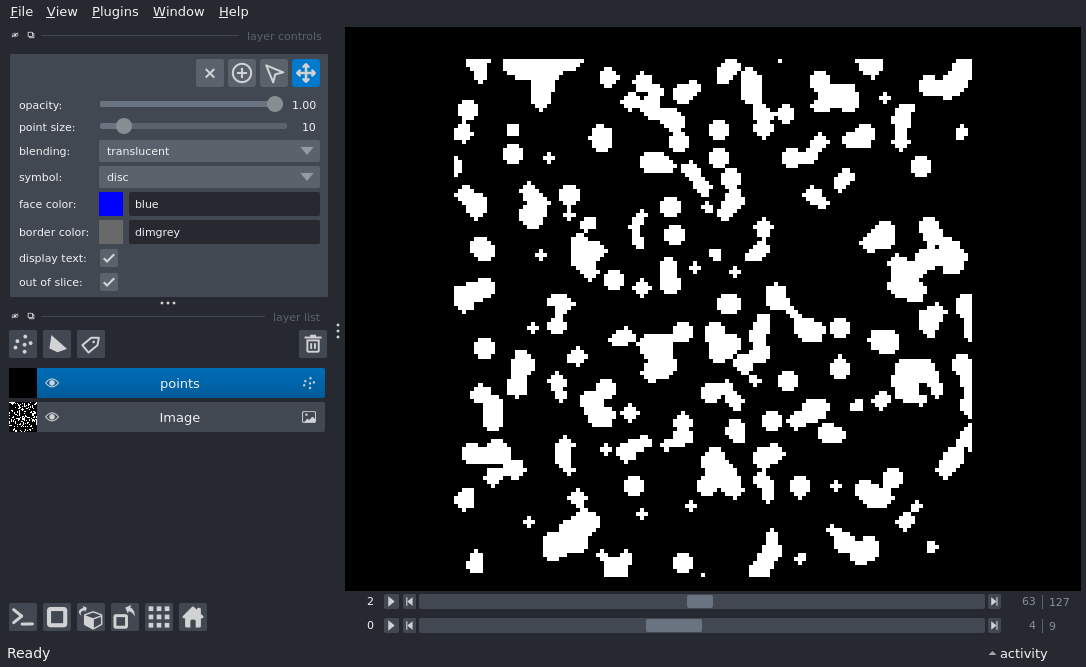 File View Plugins Window Help
layer controls
opacity: 1.00
point size: 10
blending: translucent
symbol: disc
face color: blue
border color: dimgrey
display text:
out of slice:
layer list
points
Image
2 63 127
0 4 9
Ready activity